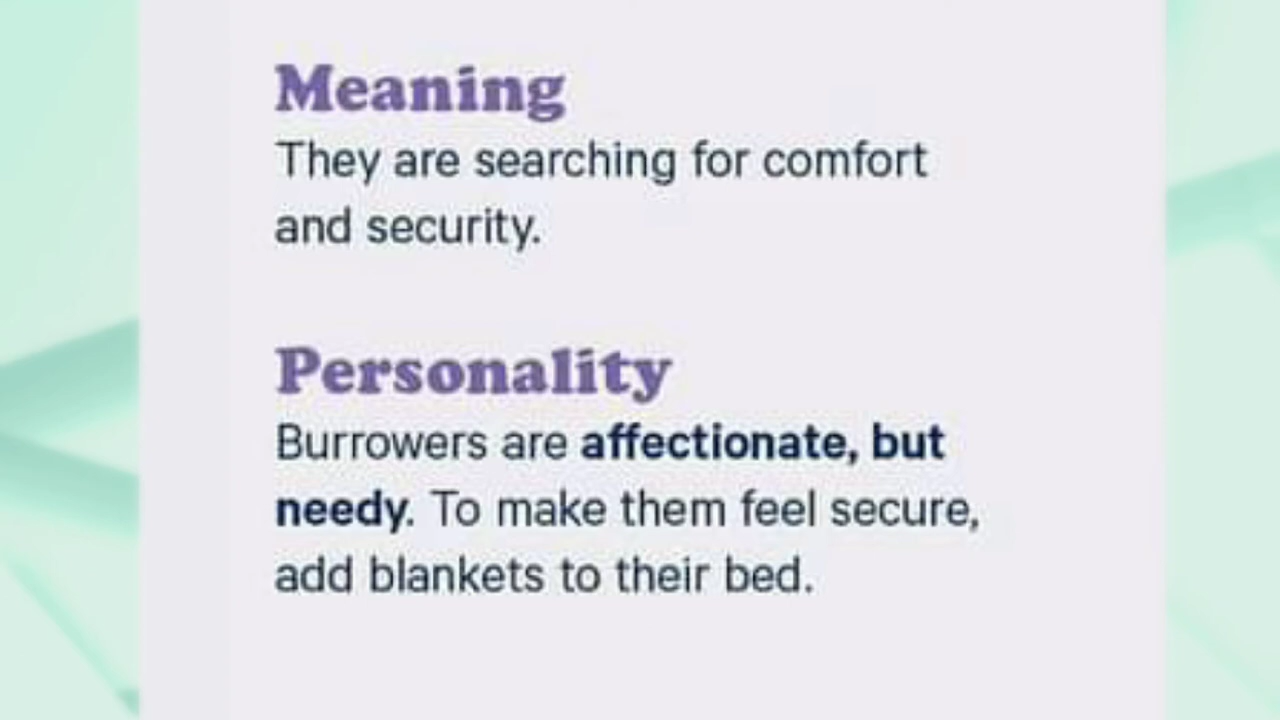 Meaning
They are searching for comfort
and security.
Personality
Burrowers are affectionate, but
needy. To make them feel secure,
add blankets to their bed.